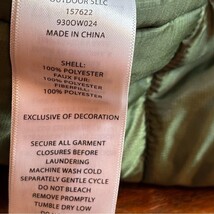 OUTDOOR SLLC
157622
930OW024
MADE IN CHINA
SHELL:
100% POLYESTER
FAUX FUR:
100% POLYESTER
FIBERFILL:
100% POLYESTER
EXCLUSIVE OF DECORATION
SECURE ALL GARMENT
CLOSURES BEFORE
LAUNDERING
MACHINE WASH COLD
SEPARATELY GENTLE CYCLE
DO NOT BLEACH
REMOVE PROMPTLY
TUMBLE DRY LOW